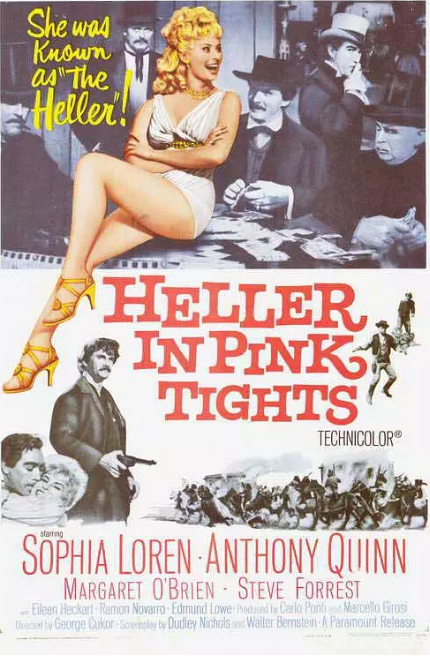 She was
Known
as "The
Heller"!
HELLER
IN PINK
TIGHTS
TECHNICOLOR®
starring
SOPHIA LOREN · ANTHONY QUINN
MARGARET O'BRIEN · STEVE FORREST
with Eileen Heckart · Ramon Novarro · Edmund Lowe · Produced by Carlo Ponti and Marcello Girosi
Directed by George Cukor · Screenplay by Dudley Nichols and Walter Bernstein · A Paramount Release